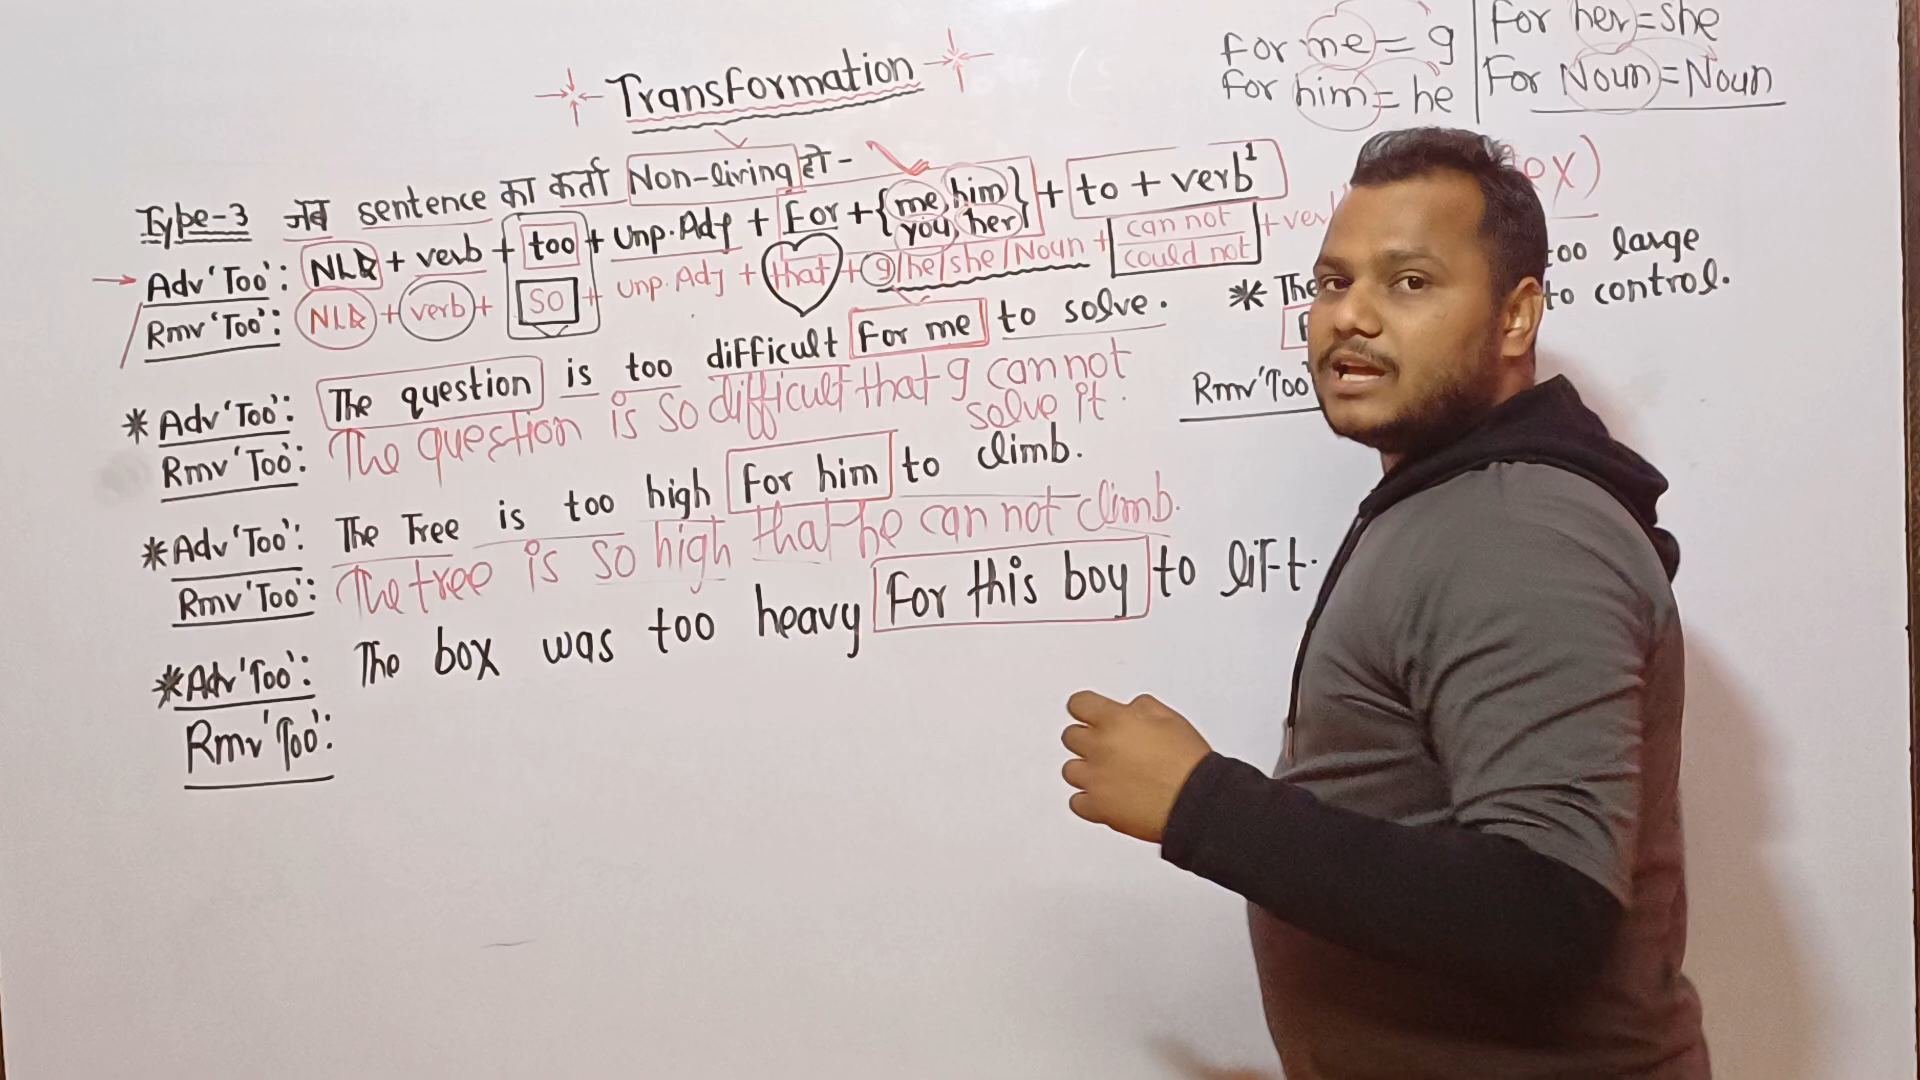 Transformation
For me = I
For him = he
For her = she
For Noun = Noun
Type-3 जब sentence का कर्ता Non-living हो -
Adv 'Too': NLS + verb + too + Unp. Adj + For + {me, him you, her} + to + verb¹
Rmv 'Too': NLS + verb + so + Unp. Adj + that + I/he/she/Noun + can not could not +
* Adv 'Too': The question is too difficult For me to solve.
Rmv 'Too': The question is so difficult that I can not solve it.
* Adv 'Too': The Tree is too high For him to climb.
Rmv 'Too': The tree is so high that he can not climb.
* Adv 'Too': The box was too heavy For this boy to lift.
Rmv 'Too':
* The too large
to control.
Rmv 'Too'